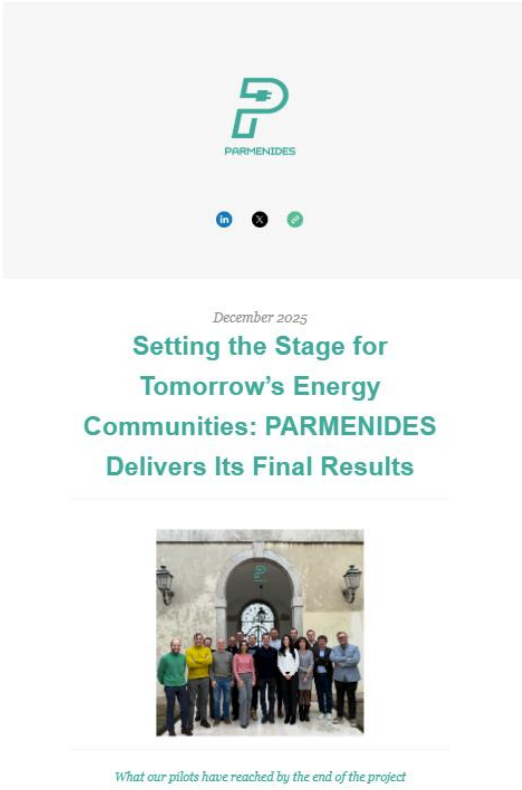 PARMENIDES
December 2025
Setting the Stage for
Tomorrow’s Energy
Communities: PARMENIDES
Delivers Its Final Results
What our pilots have reached by the end of the project